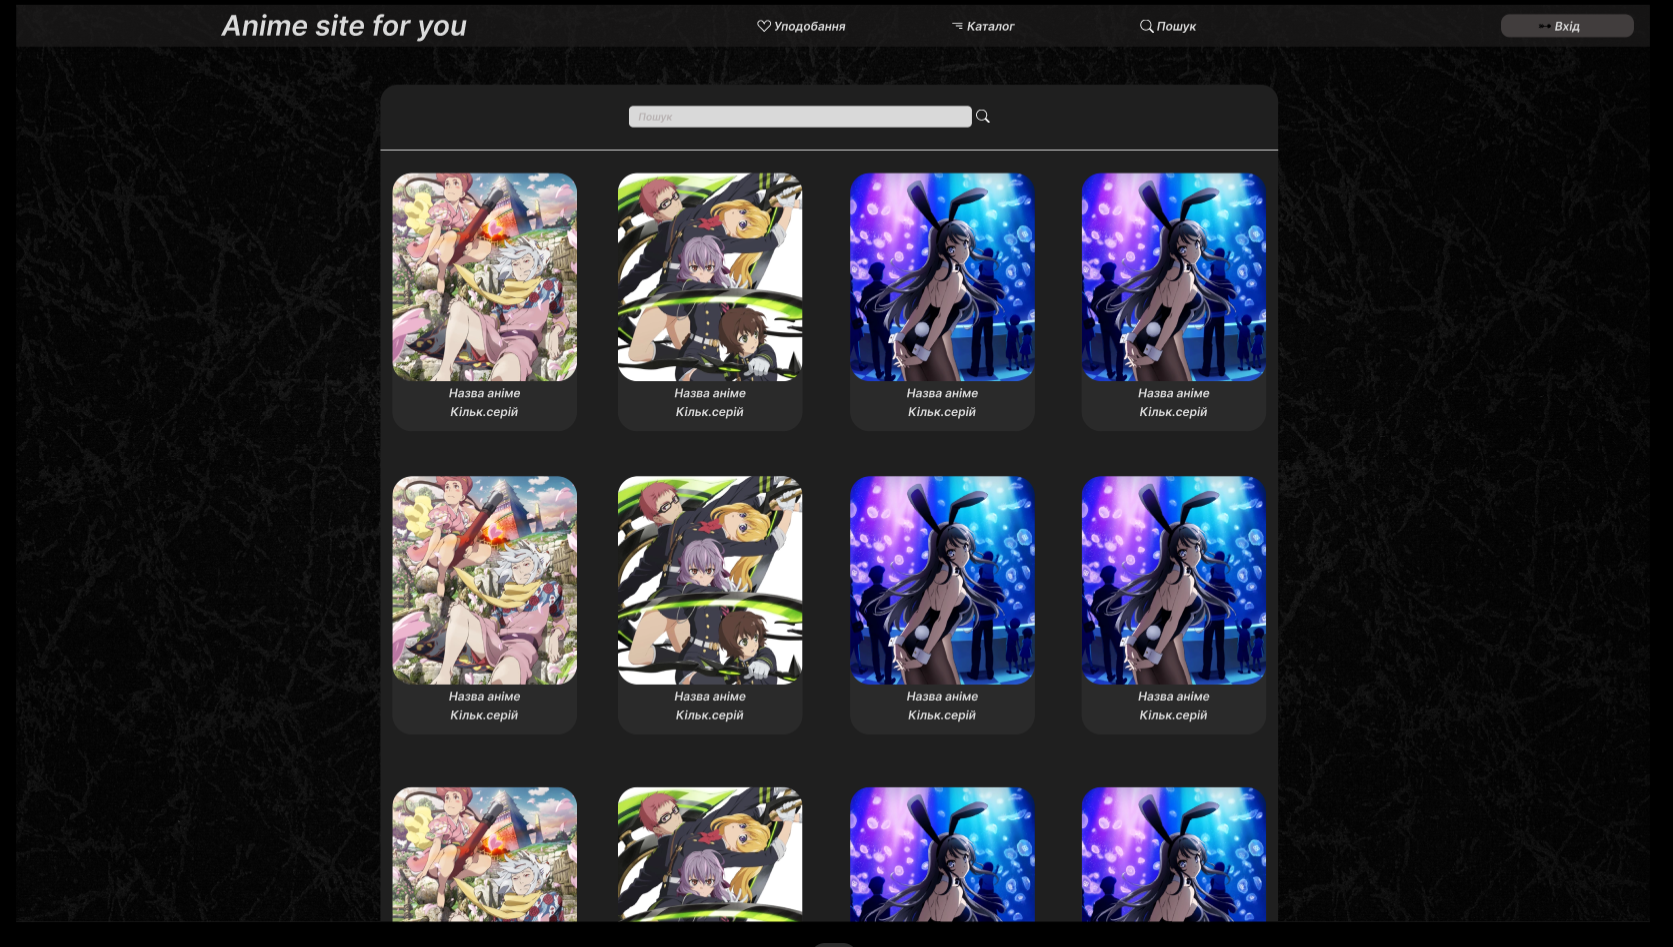 Anime site for you
Уподобання
Каталог
Пошук
Вхід
Пошук
Назва аніме
Кільк.серій
Назва аніме
Кільк.серій
Назва аніме
Кільк.серій
Назва аніме
Кільк.серій
Назва аніме
Кільк.серій
Назва аніме
Кільк.серій
Назва аніме
Кільк.серій
Назва аніме
Кільк.серій